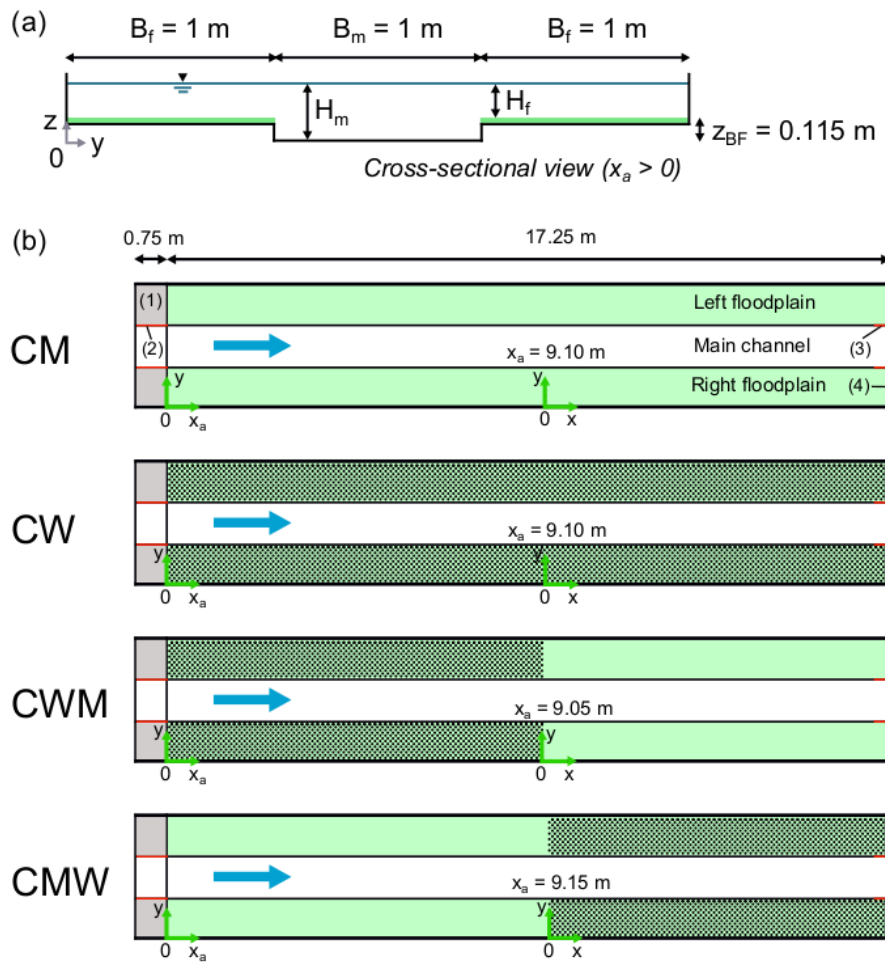 (a)
B_f = 1 m B_m = 1 m B_f = 1 m
H_m H_f
z
0 y
z_BF = 0.115 m
Cross-sectional view (x_a > 0)
(b)
0.75 m 17.25 m
CM
(1) Left floodplain
(2) x_a = 9.10 m Main channel (3)
y y Right floodplain (4)
0 x_a 0 x
CW
x_a = 9.10 m
y y
0 x_a 0 x
CWM
x_a = 9.05 m
y y
0 x_a 0 x
CMW
x_a = 9.15 m
y y
0 x_a 0 x